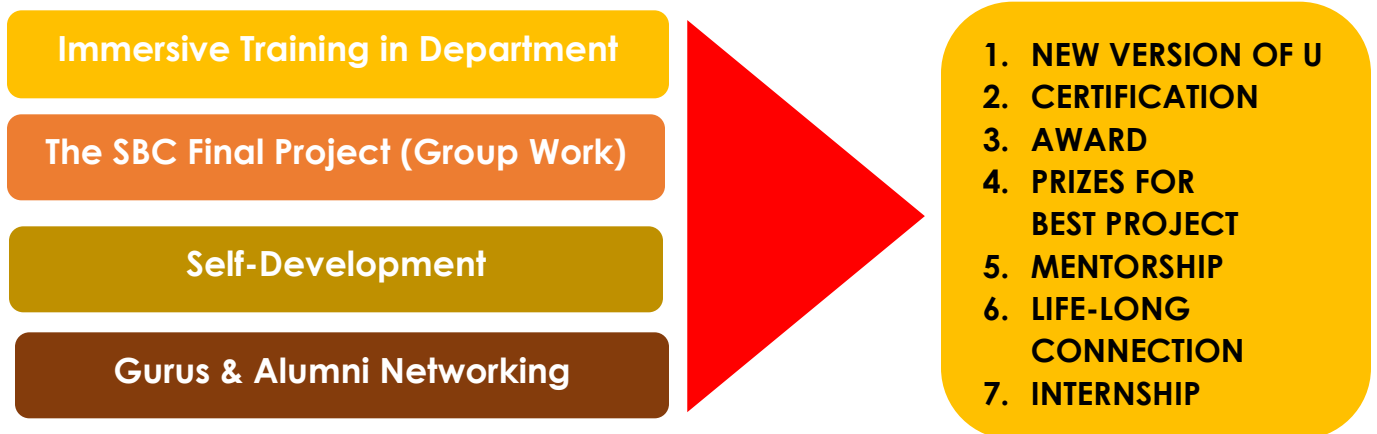 Immersive Training in Department
The SBC Final Project (Group Work)
Self-Development
Gurus & Alumni Networking
1. NEW VERSION OF U
2. CERTIFICATION
3. AWARD
4. PRIZES FOR
BEST PROJECT
5. MENTORSHIP
6. LIFE-LONG
CONNECTION
7. INTERNSHIP